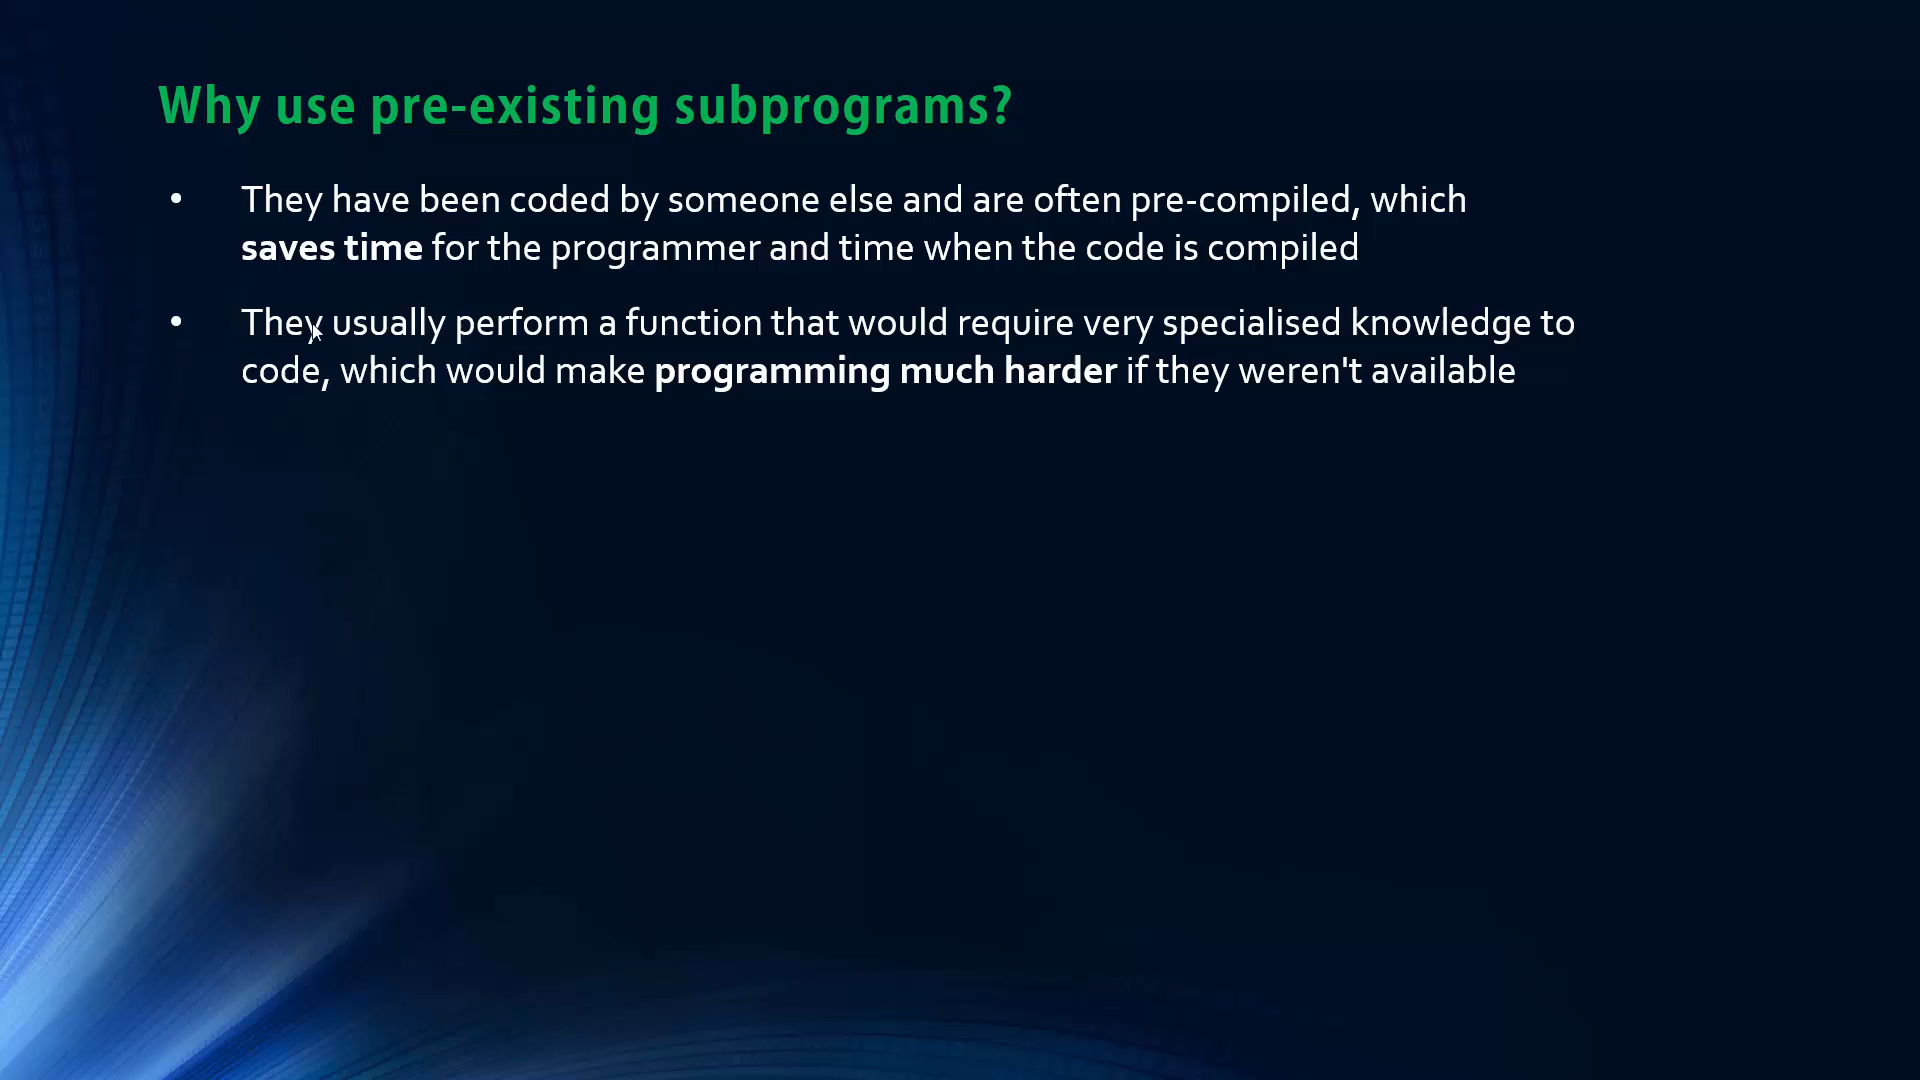 Why use pre-existing subprograms?
• They have been coded by someone else and are often pre-compiled, which
saves time for the programmer and time when the code is compiled
• They usually perform a function that would require very specialised knowledge to
code, which would make programming much harder if they weren't available